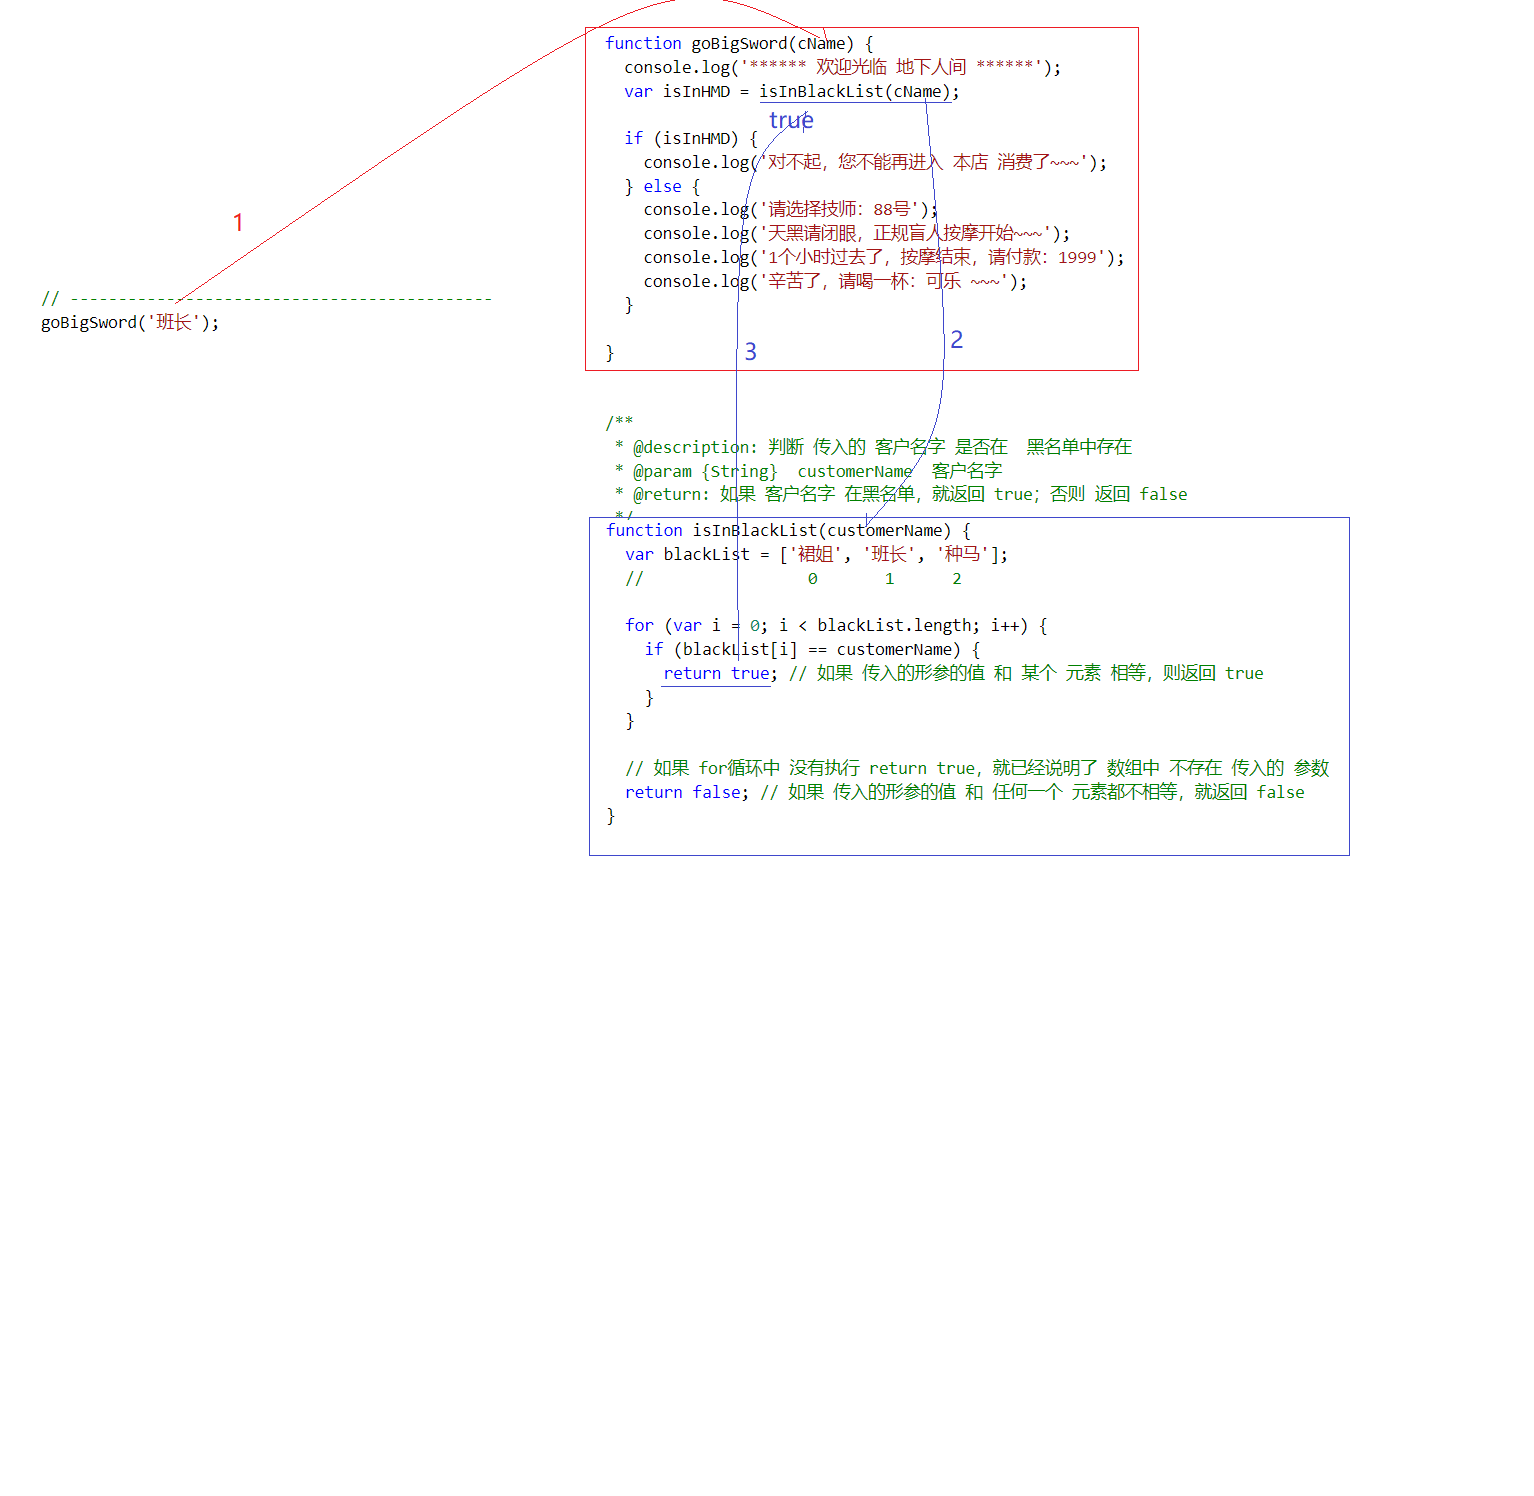 function goBigSword(cName) {
console.log('****** 欢迎光临 地下人间 ******');
var isInHMD = isInBlackList(cName);
true
if (isInHMD) {
console.log('对不起，您不能再进入 本店 消费了~~~');
} else {
console.log('请选择技师：88号');
console.log('天黑请闭眼，正规盲人按摩开始~~~');
console.log('1个小时过去了，按摩结束，请付款：1999');
console.log('辛苦了，请喝一杯：可乐 ~~~');
}
}
1
// --------------------------------------------
goBigSword('班长');
3
2
/**
* @description: 判断 传入的 客户名字 是否在  黑名单中存在
* @param {String}  customerName  客户名字
* @return: 如果 客户名字 在黑名单，就返回 true；否则 返回 false
*/
function isInBlackList(customerName) {
var blackList = ['裙姐', '班长', '种马'];
// 0 1 2
for (var i = 0; i < blackList.length; i++) {
if (blackList[i] == customerName) {
return true; // 如果 传入的形参的值 和 某个 元素 相等，则返回 true
}
}
// 如果 for循环中 没有执行 return true，就已经说明了 数组中 不存在 传入的 参数
return false; // 如果 传入的形参的值 和 任何一个 元素都不相等，就返回 false
}